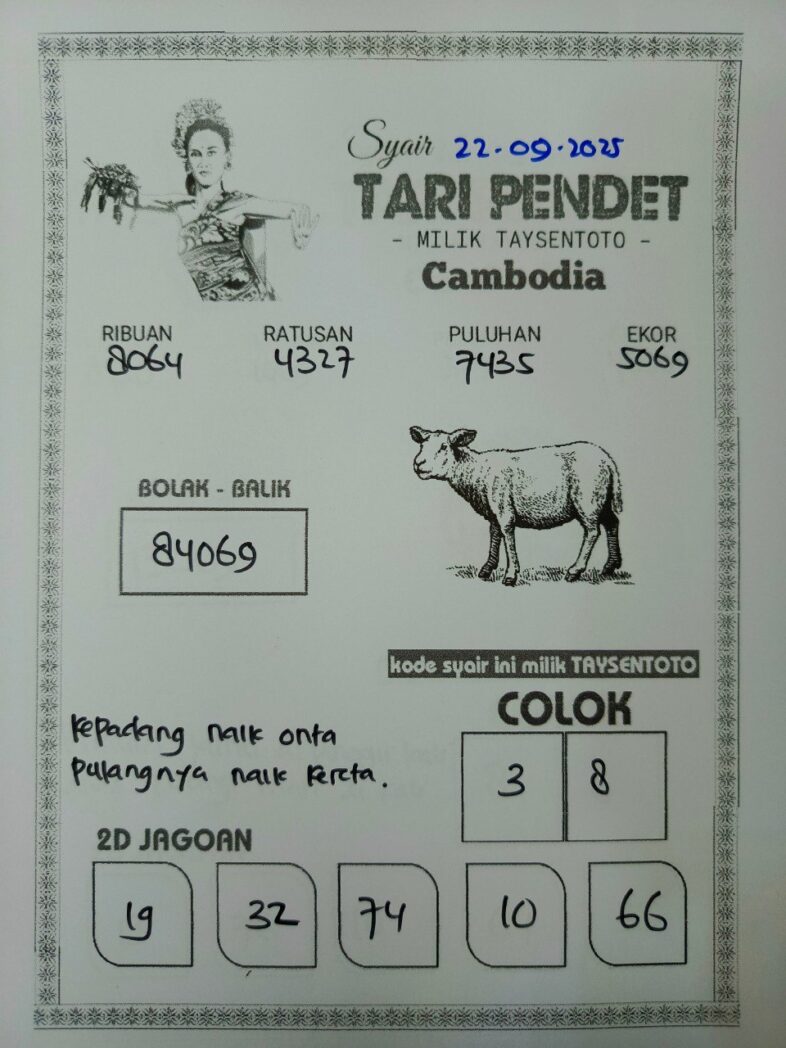 Syair 22.09.2025
TARI PENDET
- MILIK TAYSENTOTO -
Cambodia
RIBUAN RATUSAN PULUHAN EKOR
8064 4327 7435 5069
BOLAK - BALIK
84069
kode syair ini milik TAYSENTOTO
COLOK
3 8
Kepadang naik onta
Pulangnya naik kereta.
2D JAGOAN
19 32 74 10 66